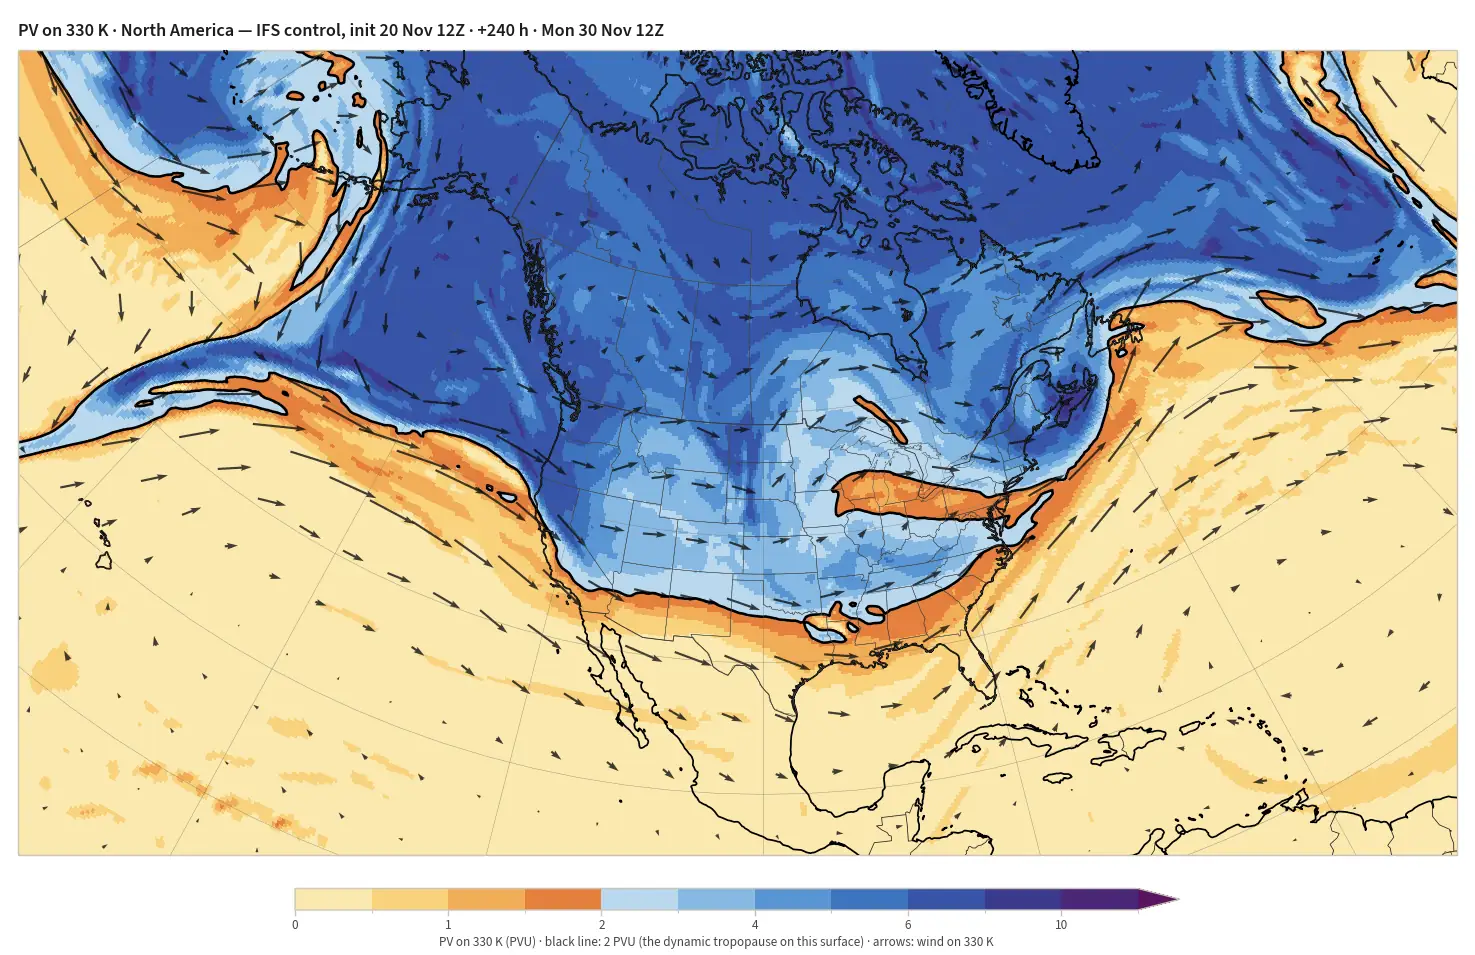 PV on 330 K · North America — IFS control, init 20 Nov 12Z · +240 h · Mon 30 Nov 12Z
0 1 2 4 6 10
PV on 330 K (PVU) · black line: 2 PVU (the dynamic tropopause on this surface) · arrows: wind on 330 K